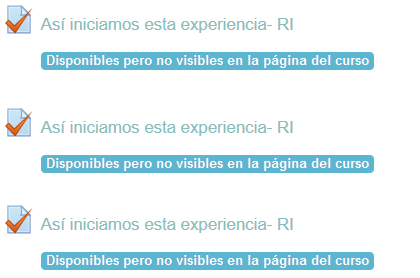 Así iniciamos esta experiencia- RI
Disponibles pero no visibles en la página del curso
Así iniciamos esta experiencia- RI
Disponibles pero no visibles en la página del curso
Así iniciamos esta experiencia- RI
Disponibles pero no visibles en la página del curso